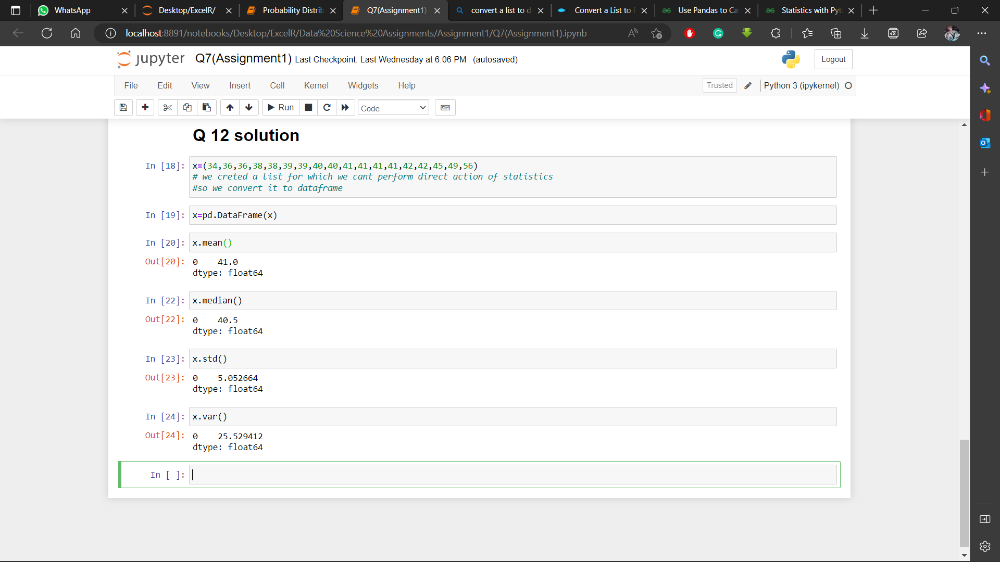 WhatsApp
Desktop/ExcelR/
Probability Distrib
Q7(Assignment1)
convert a list to d
Convert a List to
Use Pandas to Ca
Statistics with Pyt
localhost:8891/notebooks/Desktop/ExcelR/Data%20Science%20Assignments/Assignment1/Q7(Assignment1).ipynb
jupyter Q7(Assignment1) Last Checkpoint: Last Wednesday at 6:06 PM (autosaved)
Logout
File Edit View Insert Cell Kernel Widgets Help
Trusted
Python 3 (ipykernel)
Run
Code
Q 12 solution
In [18]: x=(34,36,36,38,38,39,39,40,40,41,41,41,41,42,42,45,49,56)
# we creted a list for which we cant perform direct action of statistics
#so we convert it to dataframe
In [19]: x=pd.DataFrame(x)
In [20]: x.mean()
Out[20]: 0    41.0
dtype: float64
In [22]: x.median()
Out[22]: 0    40.5
dtype: float64
In [23]: x.std()
Out[23]: 0    5.052664
dtype: float64
In [24]: x.var()
Out[24]: 0    25.529412
dtype: float64
In [ ]: